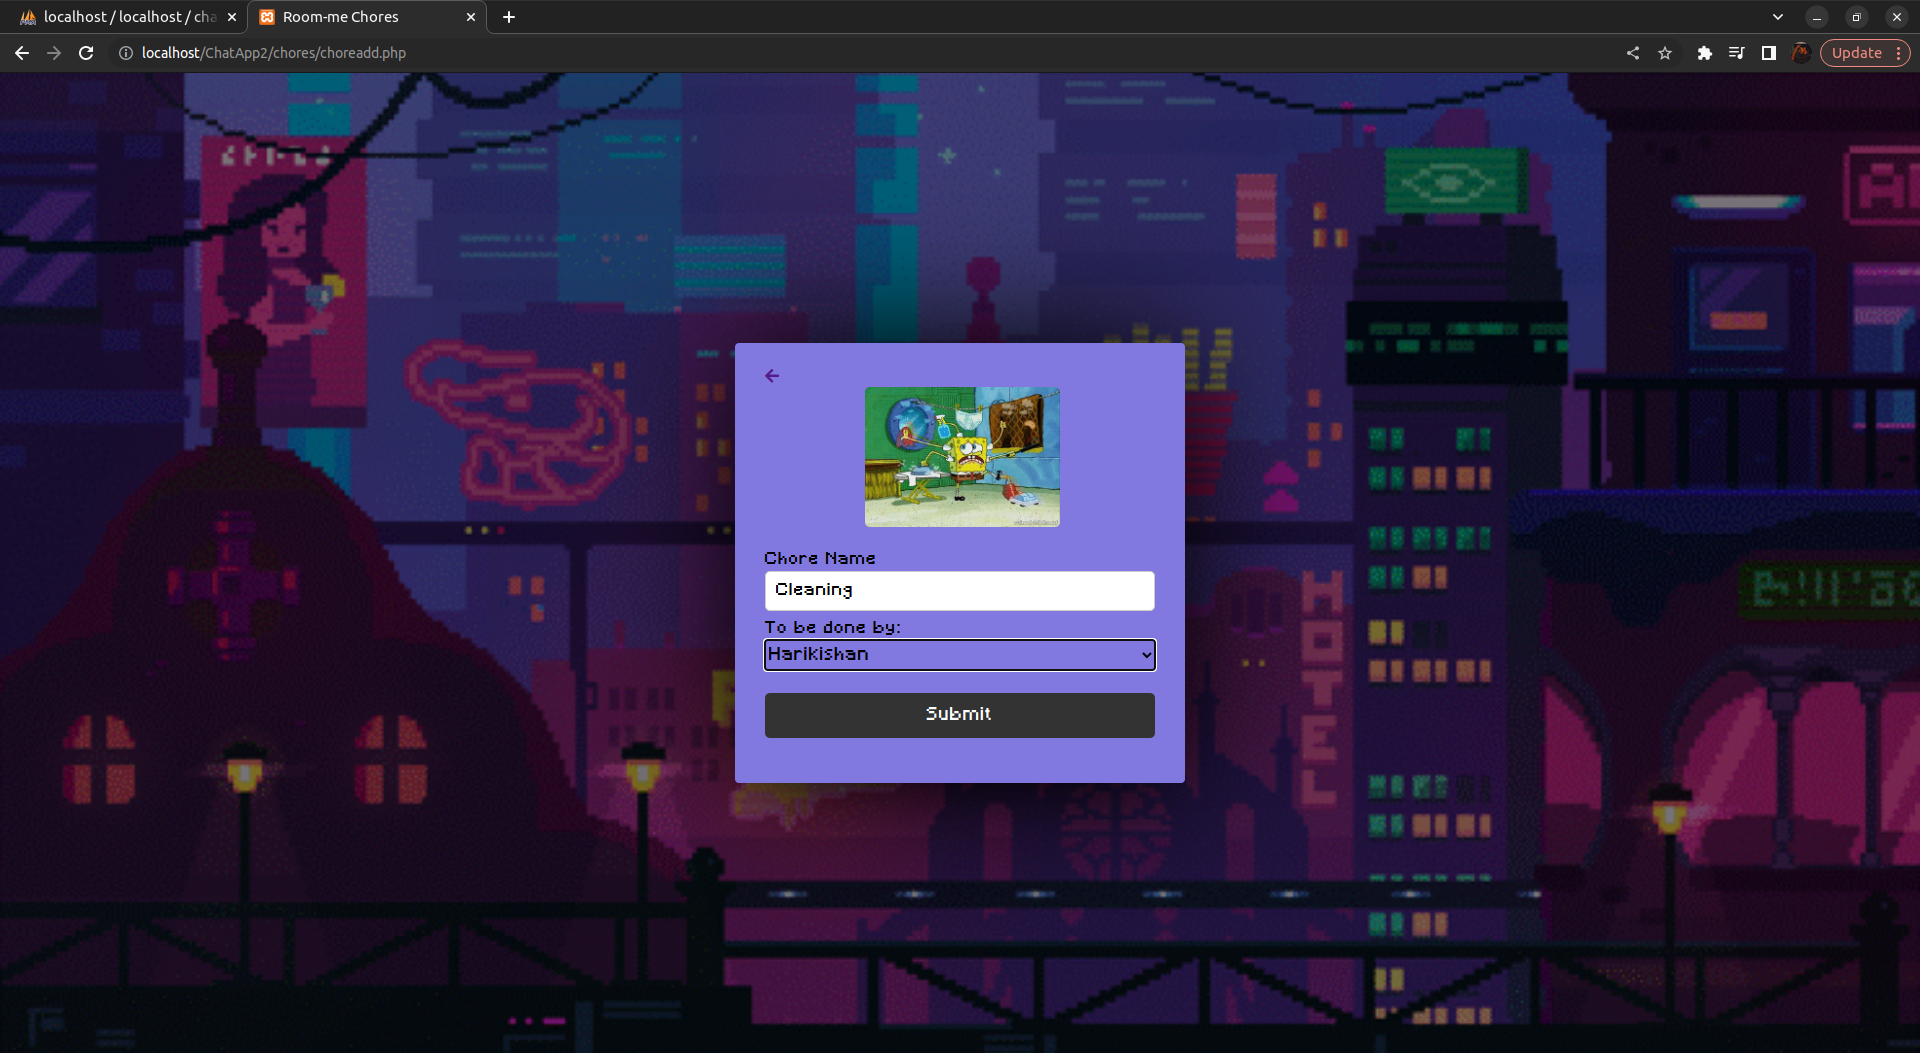 localhost / localhost / cha
Room-me Chores
localhost/ChatApp2/chores/choreadd.php
Update
HOTEL
Chore Name
Cleaning
To be done by:
Harikishan
Submit